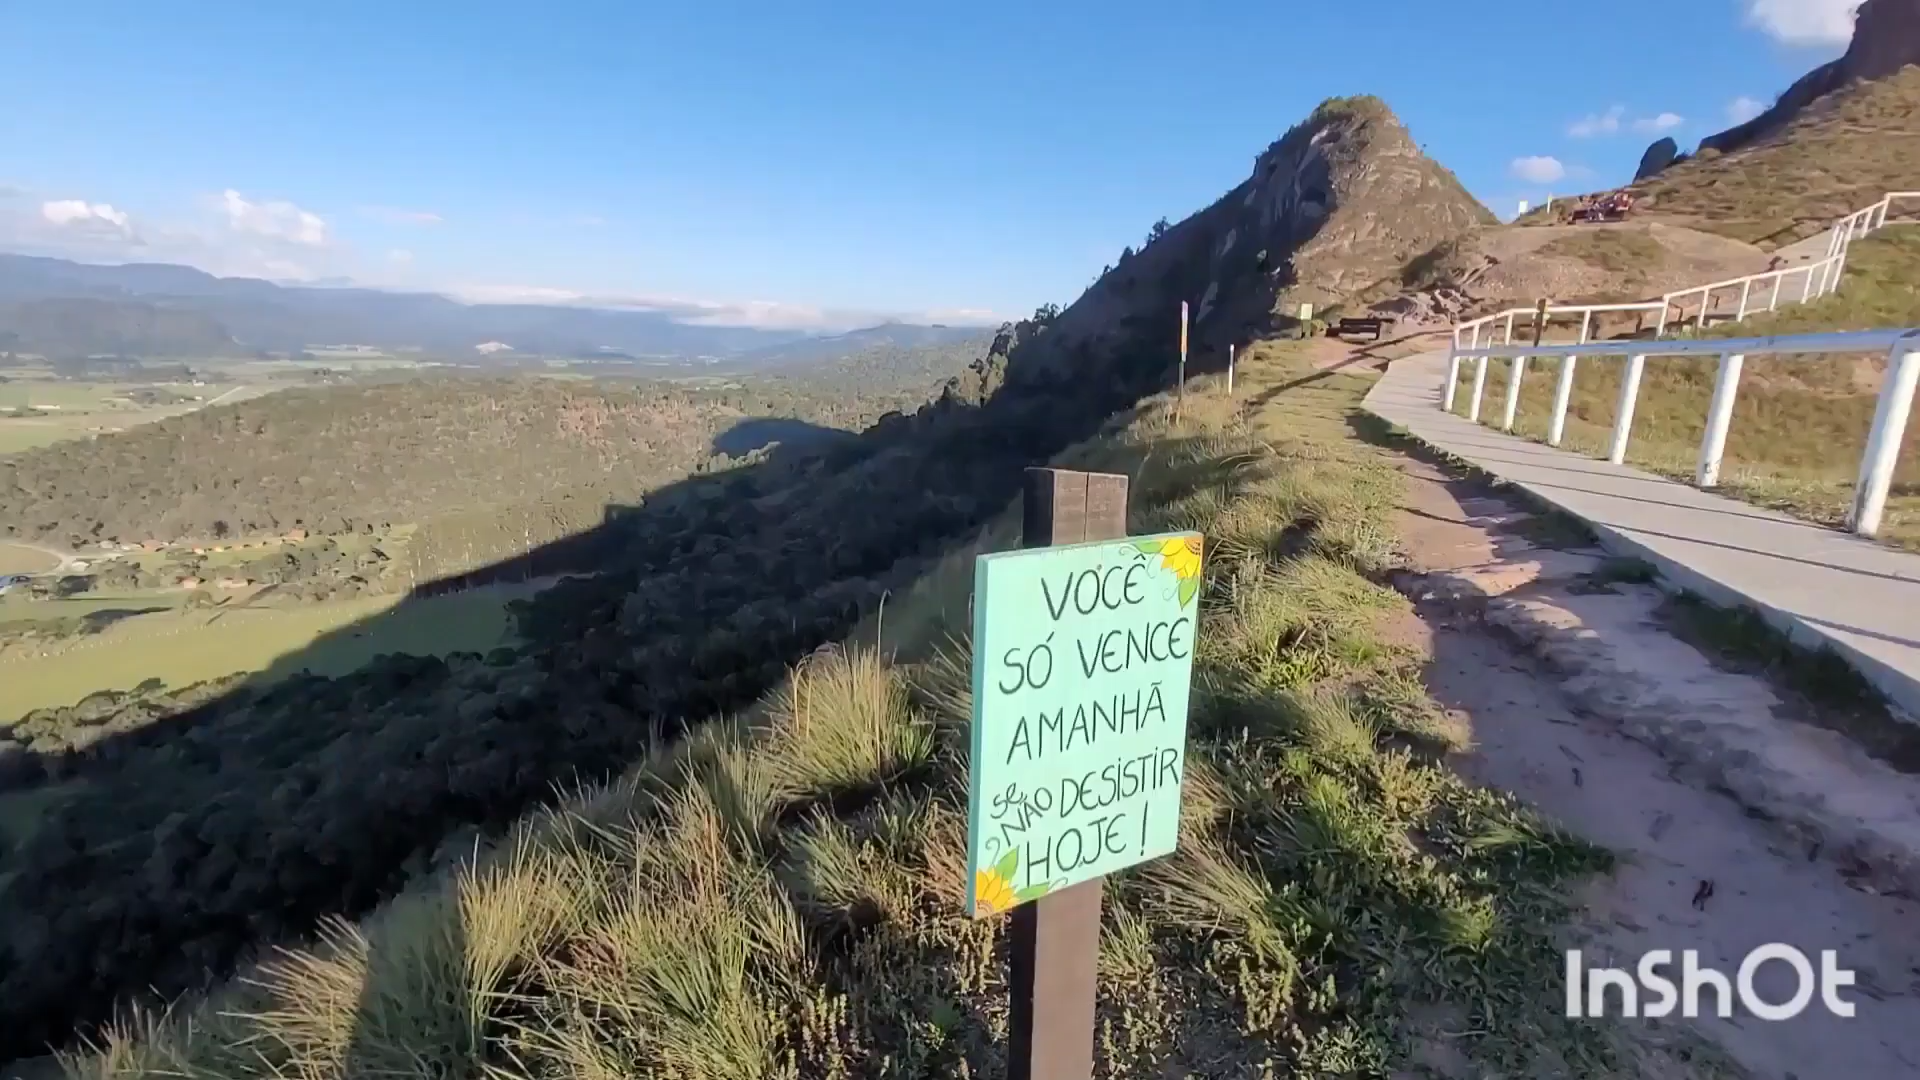 VOCÊ
SÓ VENCE
AMANHÃ
se NÃO DESISTIR
HOJE!
InShOt